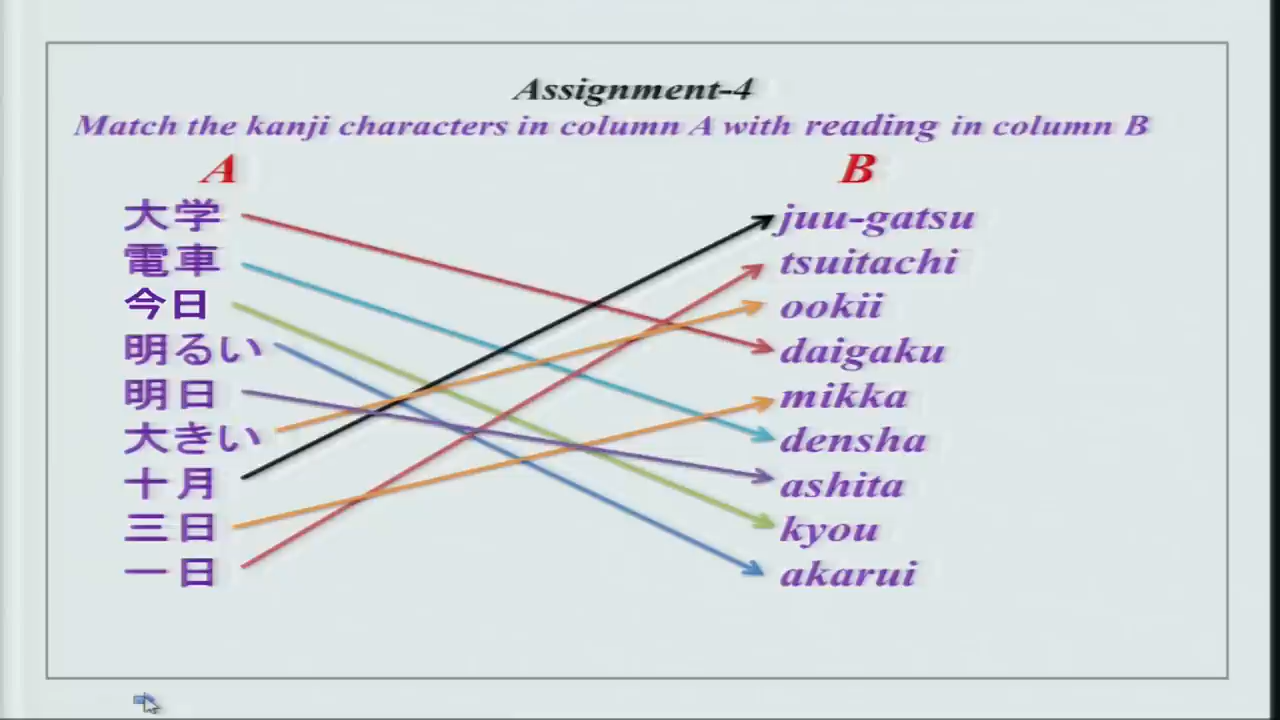 Assignment-4
Match the kanji characters in column A with reading in column B
A B
大学 juu-gatsu
電車 tsuitachi
今日 ookii
明るい daigaku
明日 mikka
大きい densha
十月 ashita
三日 kyou
一日 akarui